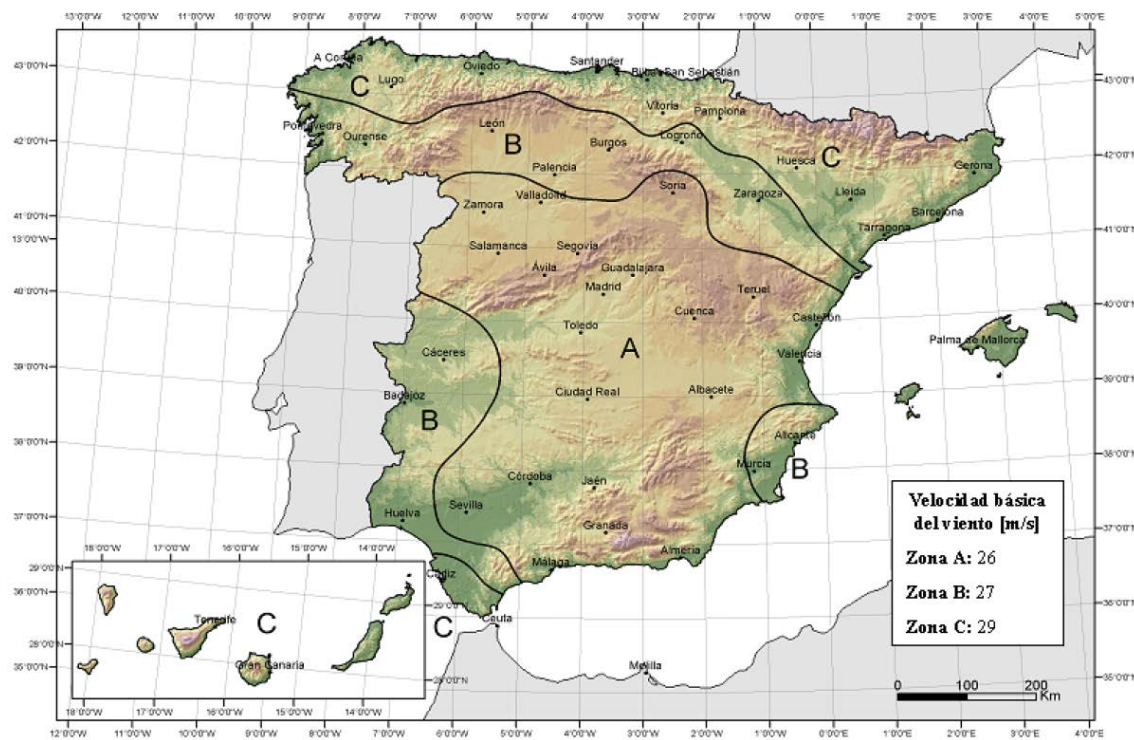 12°0'0"W 11°0'0"W 10°0'0"W 9°0'0"W 8°0'0"W 7°0'0"W 6°0'0"W 5°0'0"W 4°0'0"W 3°0'0"W 2°0'0"W 1°0'0"W 0°0'0"E 1°0'0"E 2°0'0"E 3°0'0"E 4°0'0"E 5°0'0"E
43°0'0"N
42°0'0"N
41°0'0"N
13°0'0"W
40°0'0"N
39°0'0"N
38°0'0"N
37°0'0"N
36°0'0"N
35°0'0"N
43°0'0"N
42°0'0"N
41°0'0"N
40°0'0"N
39°0'0"N
38°0'0"N
37°0'0"N
36°0'0"N
35°0'0"N
A Coruña
Lugo
C
Oviedo
Santander
Bilbao
San Sebastián
Vitoria
Pamplona
Pontevedra
Ourense
León
B
Burgos
Logroño
Huesca
C
Gerona
Palencia
Valladolid
Zamora
Soria
Zaragoza
Lleida
Barcelona
Tarragona
Salamanca
Segovia
Ávila
Guadalajara
Madrid
Teruel
Cuenca
Castellón
Toledo
A
Valencia
Palma de Mallorca
Cáceres
Badajoz
B
Ciudad Real
Albacete
Alicante
Murcia
B
Córdoba
Jaén
Sevilla
Huelva
Granada
Almería
Málaga
Cádiz
C
Ceuta
Melilla
Velocidad básica
del viento [m/s]
Zona A: 26
Zona B: 27
Zona C: 29
0 100 200
Km
18°0'0"W 17°0'0"W 16°0'0"W 15°0'0"W 14°0'0"W
29°0'0"N
28°0'0"N
29°0'0"N
28°0'0"N
Tenerife
C
Gran Canaria
18°0'0"W 17°0'0"W 16°0'0"W 15°0'0"W 14°0'0"W
12°0'0"W 11°0'0"W 10°0'0"W 9°0'0"W 8°0'0"W 7°0'0"W 6°0'0"W 5°0'0"W 4°0'0"W 3°0'0"W 2°0'0"W 1°0'0"W 0°0'0"E 1°0'0"E 2°0'0"E 3°0'0"E 4°0'0"E 5°0'0"E